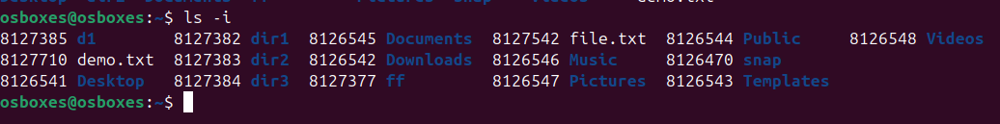 osboxes@osboxes:~$ ls -i
8127385 d1 8127382 dir1 8126545 Documents 8127542 file.txt 8126544 Public 8126548 Videos
8127710 demo.txt 8127383 dir2 8126542 Downloads 8126546 Music 8126470 snap
8126541 Desktop 8127384 dir3 8127377 ff 8126547 Pictures 8126543 Templates
osboxes@osboxes:~$